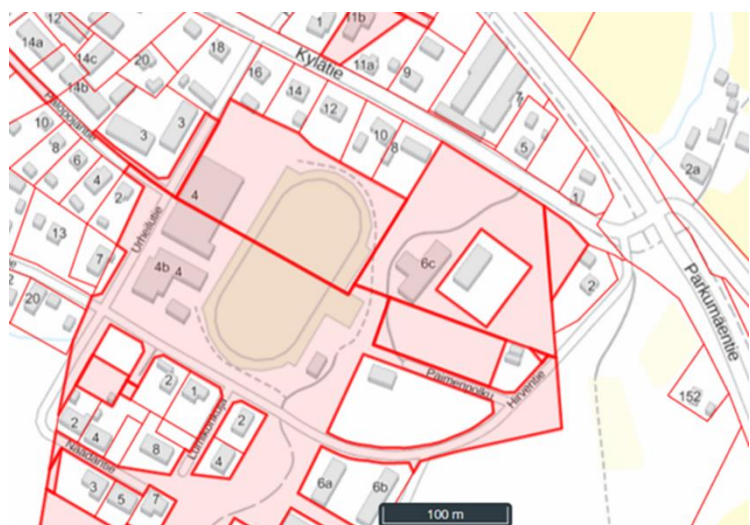 12
1
11b
14a
14c
20
18
Kylätie
11a
9
16
14b
14
12
7
10
3
3
10
8
5
8
6
4
4
2
1
2a
Urheilutie
13
7
4b
4
6c
2
20
Parkumäentie
Paimenpolku
Hirventie
152
2
1
2
2
4
8
4
Lumikonkuja
Näädäntie
3
5
7
6a
6b
100 m